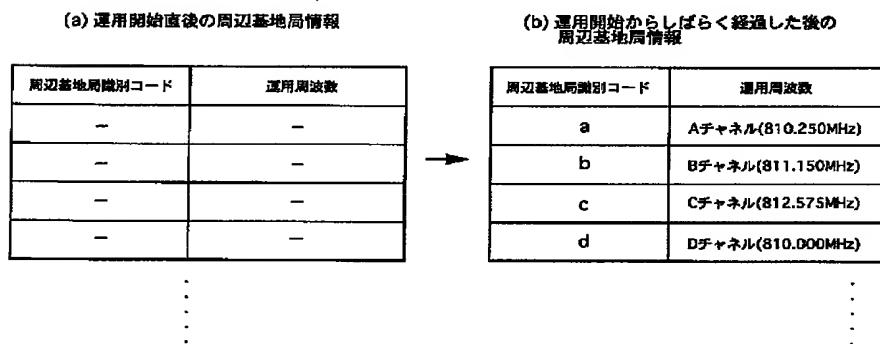 (a) 運用開始直後の周辺基地局情報
周辺基地局識別コード 運用周波数
— —
— —
— —
— —
(b) 運用開始からしばらく経過した後の
周辺基地局情報
周辺基地局識別コード 運用周波数
a Aチャネル(810.250MHz)
b Bチャネル(811.150MHz)
c Cチャネル(812.575MHz)
d Dチャネル(810.000MHz)